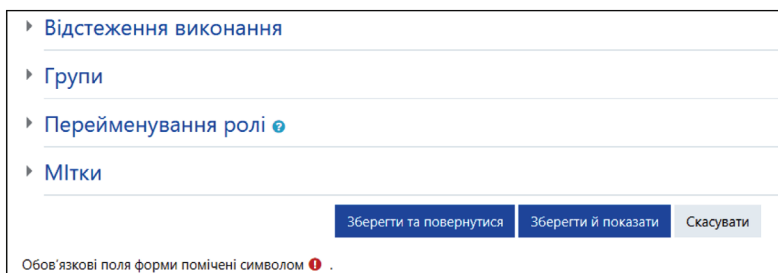 Відстеження виконання
Групи
Перейменування ролі
МІтки
Зберегти та повернутися Зберегти й показати Скасувати
Обов'язкові поля форми помічені символом .